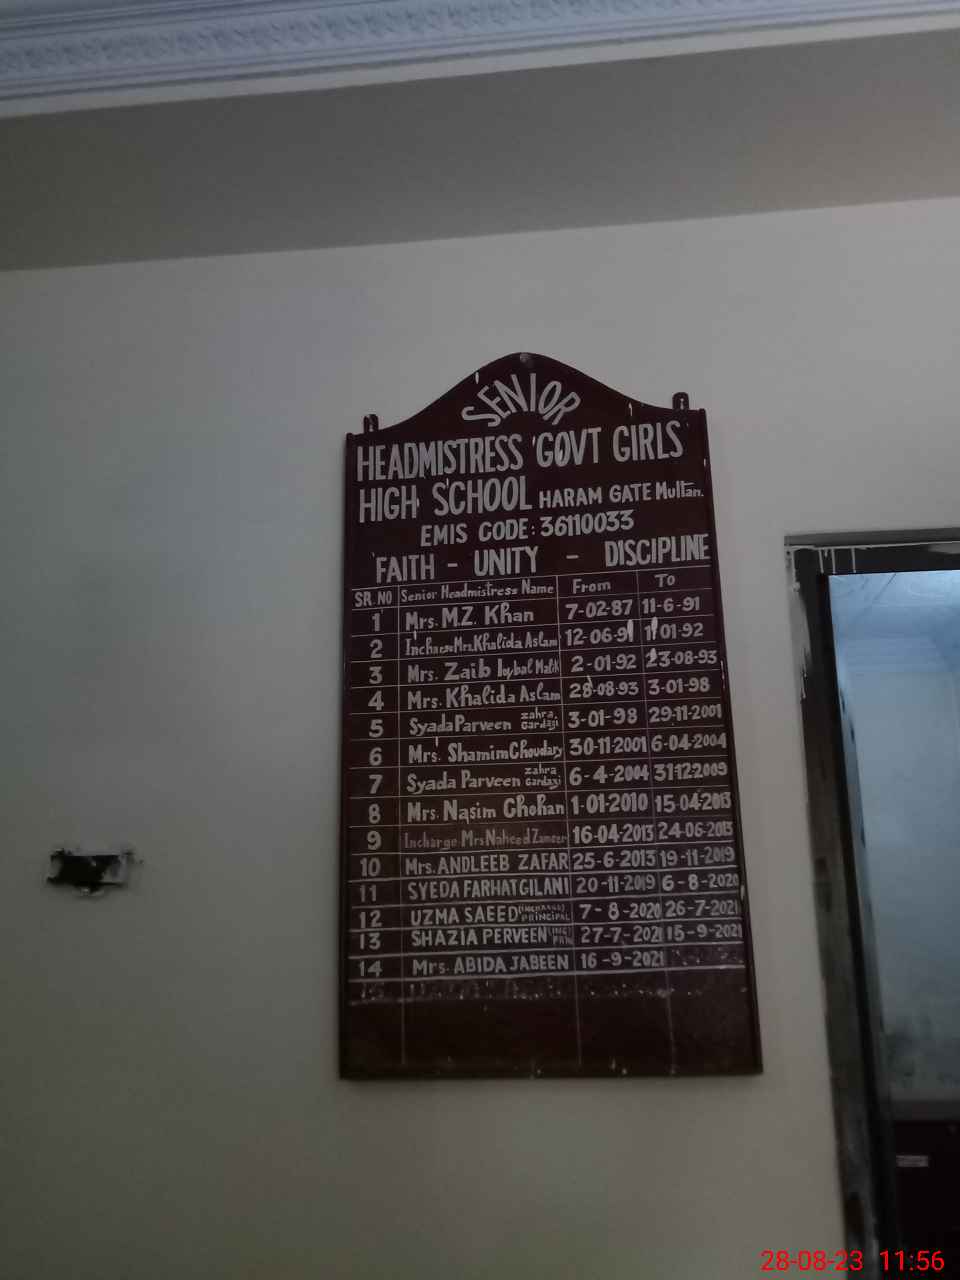 SENIOR
HEADMISTRESS GOVT GIRLS
HIGH SCHOOL HARAM GATE Multan.
EMIS CODE: 36110033
FAITH - UNITY - DISCIPLINE
SR.NO Senior Headmistress Name From To
1 Mrs. M.Z. Khan 7-02-87 11-6-91
2 Mrs. Khalida Aslam 12-06-91 1-01-92
3 Mrs. Zaib Iqbal Malik 2-01-92 23-08-93
4 Mrs. Khalida Aslam 28-08-93 3-01-98
5 Syada Parveen zahra Gardazi 3-01-98 29-11-2001
6 Mrs. Shamim Choudary 30-11-2001 6-04-2004
7 Syada Parveen zahra Gardazi 6-4-2004 31-12-2009
8 Mrs. Nasim Chohan 1-01-2010 15-04-2013
9 Incharge Mrs Naheed Zameer 16-04-2013 24-06-2013
10 Mrs. ANDLEEB ZAFAR 25-6-2013 19-11-2019
11 SYEDA FARHAT GILANI 20-11-2019 6-8-2020
12 UZMA SAEED (INCHARGE) PRINCIPAL 7-8-2020 26-7-2021
13 SHAZIA PERVEEN 27-7-2021 15-9-2021
14 Mrs. ABIDA JABEEN 16-9-2021
15
28-08-23 11:56